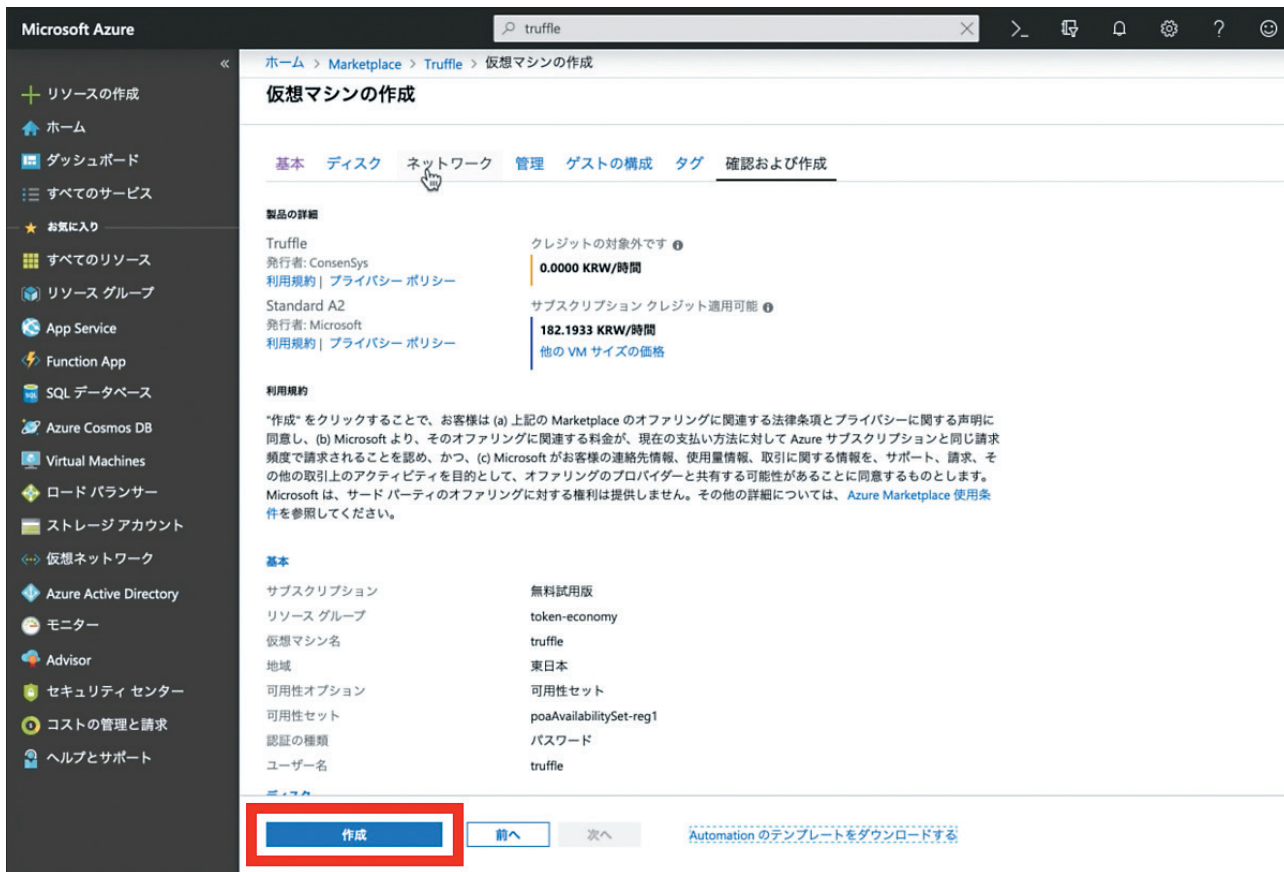 Microsoft Azure
truffle
«
リソースの作成
ホーム
ダッシュボード
すべてのサービス
お気に入り
すべてのリソース
リソース グループ
App Service
Function App
SQL データベース
Azure Cosmos DB
Virtual Machines
ロード バランサー
ストレージ アカウント
仮想ネットワーク
Azure Active Directory
モニター
Advisor
セキュリティ センター
コストの管理と請求
ヘルプとサポート
ホーム > Marketplace > Truffle > 仮想マシンの作成
仮想マシンの作成
基本 ディスク ネットワーク 管理 ゲストの構成 タグ 確認および作成
製品の詳細
Truffle
発行者: ConsenSys
利用規約 | プライバシー ポリシー
クレジットの対象外です
0.0000 KRW/時間
Standard A2
発行者: Microsoft
利用規約 | プライバシー ポリシー
サブスクリプション クレジット適用可能
182.1933 KRW/時間
他の VM サイズの価格
利用規約
"作成" をクリックすることで、お客様は (a) 上記の Marketplace のオファリングに関連する法律条項とプライバシーに関する声明に
同意し、(b) Microsoft より、そのオファリングに関連する料金が、現在の支払い方法に対して Azure サブスクリプションと同じ請求
頻度で請求されることを認め、かつ、(c) Microsoft がお客様の連絡先情報、使用量情報、取引に関する情報を、サポート、請求、そ
の他の取引上のアクティビティを目的として、オファリングのプロバイダーと共有する可能性があることに同意するものとします。
Microsoft は、サード パーティのオファリングに対する権利は提供しません。その他の詳細については、Azure Marketplace 使用条
件を参照してください。
基本
サブスクリプション 無料試用版
リソース グループ token-economy
仮想マシン名 truffle
地域 東日本
可用性オプション 可用性セット
可用性セット poaAvailabilitySet-reg1
認証の種類 パスワード
ユーザー名 truffle
ディスク
作成 前へ 次へ Automation のテンプレートをダウンロードする